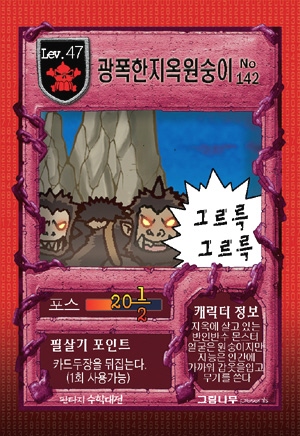 Lev. 47
광폭한지옥원숭이 No
142
그르륵
그르륵
포스 20 1/2
필살기 포인트
카드두장을 뒤집는다.
(1회 사용가능)
판타지 수학대전
캐릭터 정보
지옥에 살고 있는
반인반수 몬스터
얼굴은 원숭이지만
지능은 인간에
가까워 갑옷을입고
무기를 쓴다
그림나무